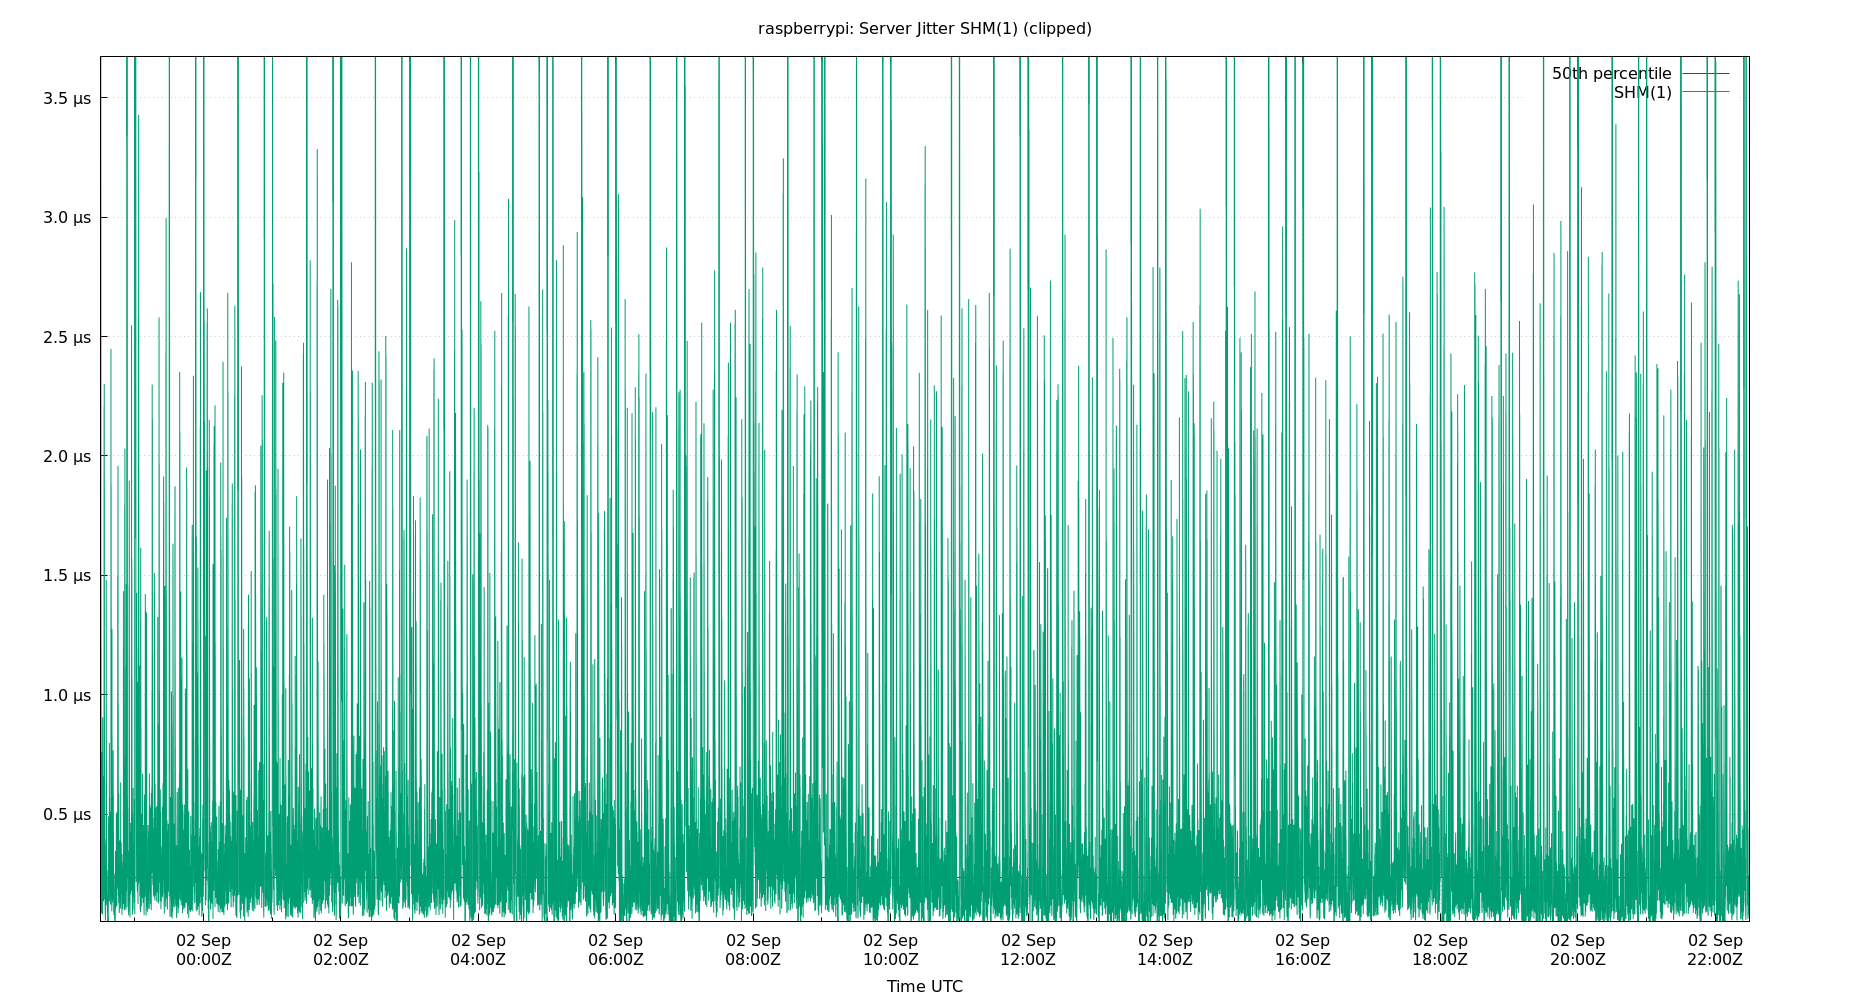 raspberrypi: Server Jitter SHM(1) (clipped)
50th percentile
SHM(1)
3.5 µs
3.0 µs
2.5 µs
2.0 µs
1.5 µs
1.0 µs
0.5 µs
02 Sep 02 Sep 02 Sep 02 Sep 02 Sep 02 Sep 02 Sep 02 Sep 02 Sep 02 Sep 02 Sep 02 Sep
00:00Z 02:00Z 04:00Z 06:00Z 08:00Z 10:00Z 12:00Z 14:00Z 16:00Z 18:00Z 20:00Z 22:00Z
Time UTC